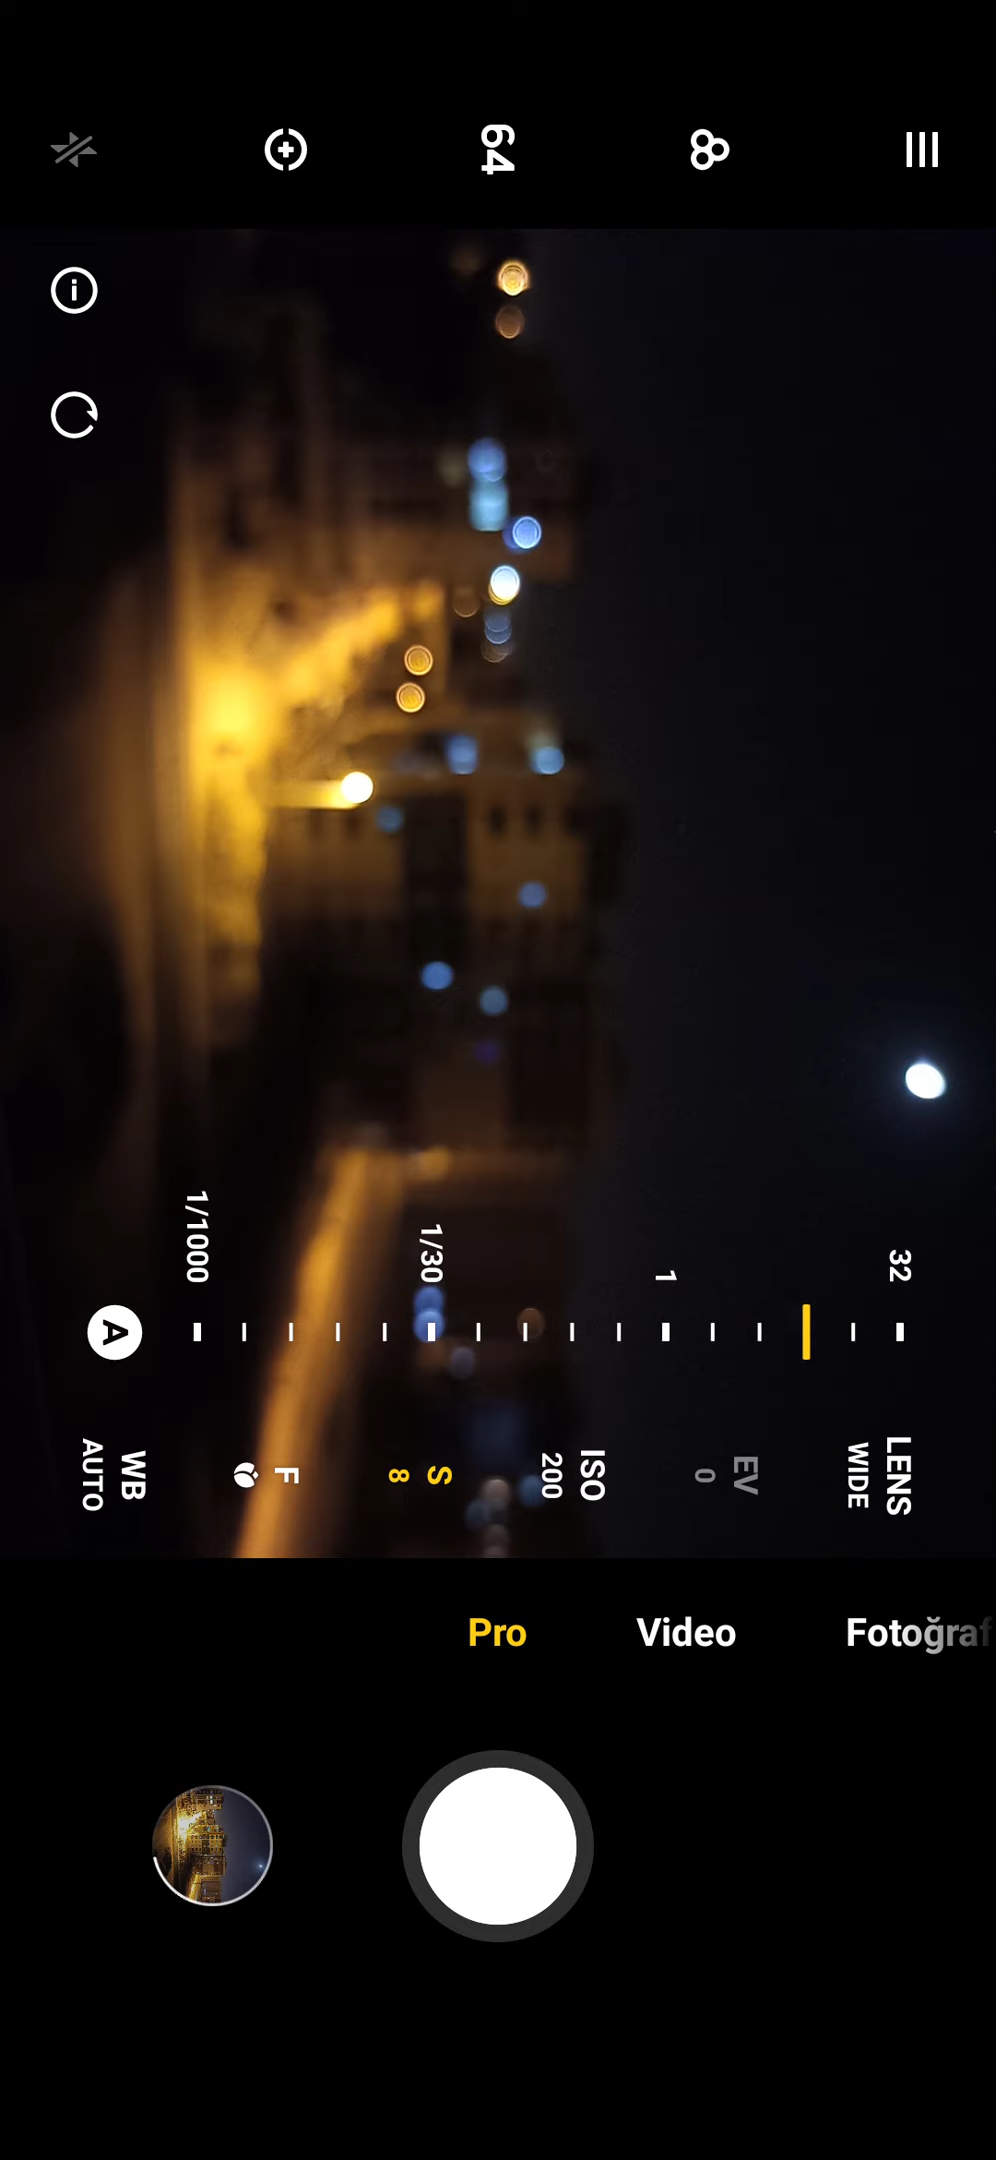 64
1/1000
1/30
1
32
A
WB
AUTO
F
S
8
ISO
200
EV
0
LENS
WIDE
Pro
Video
Fotoğraf